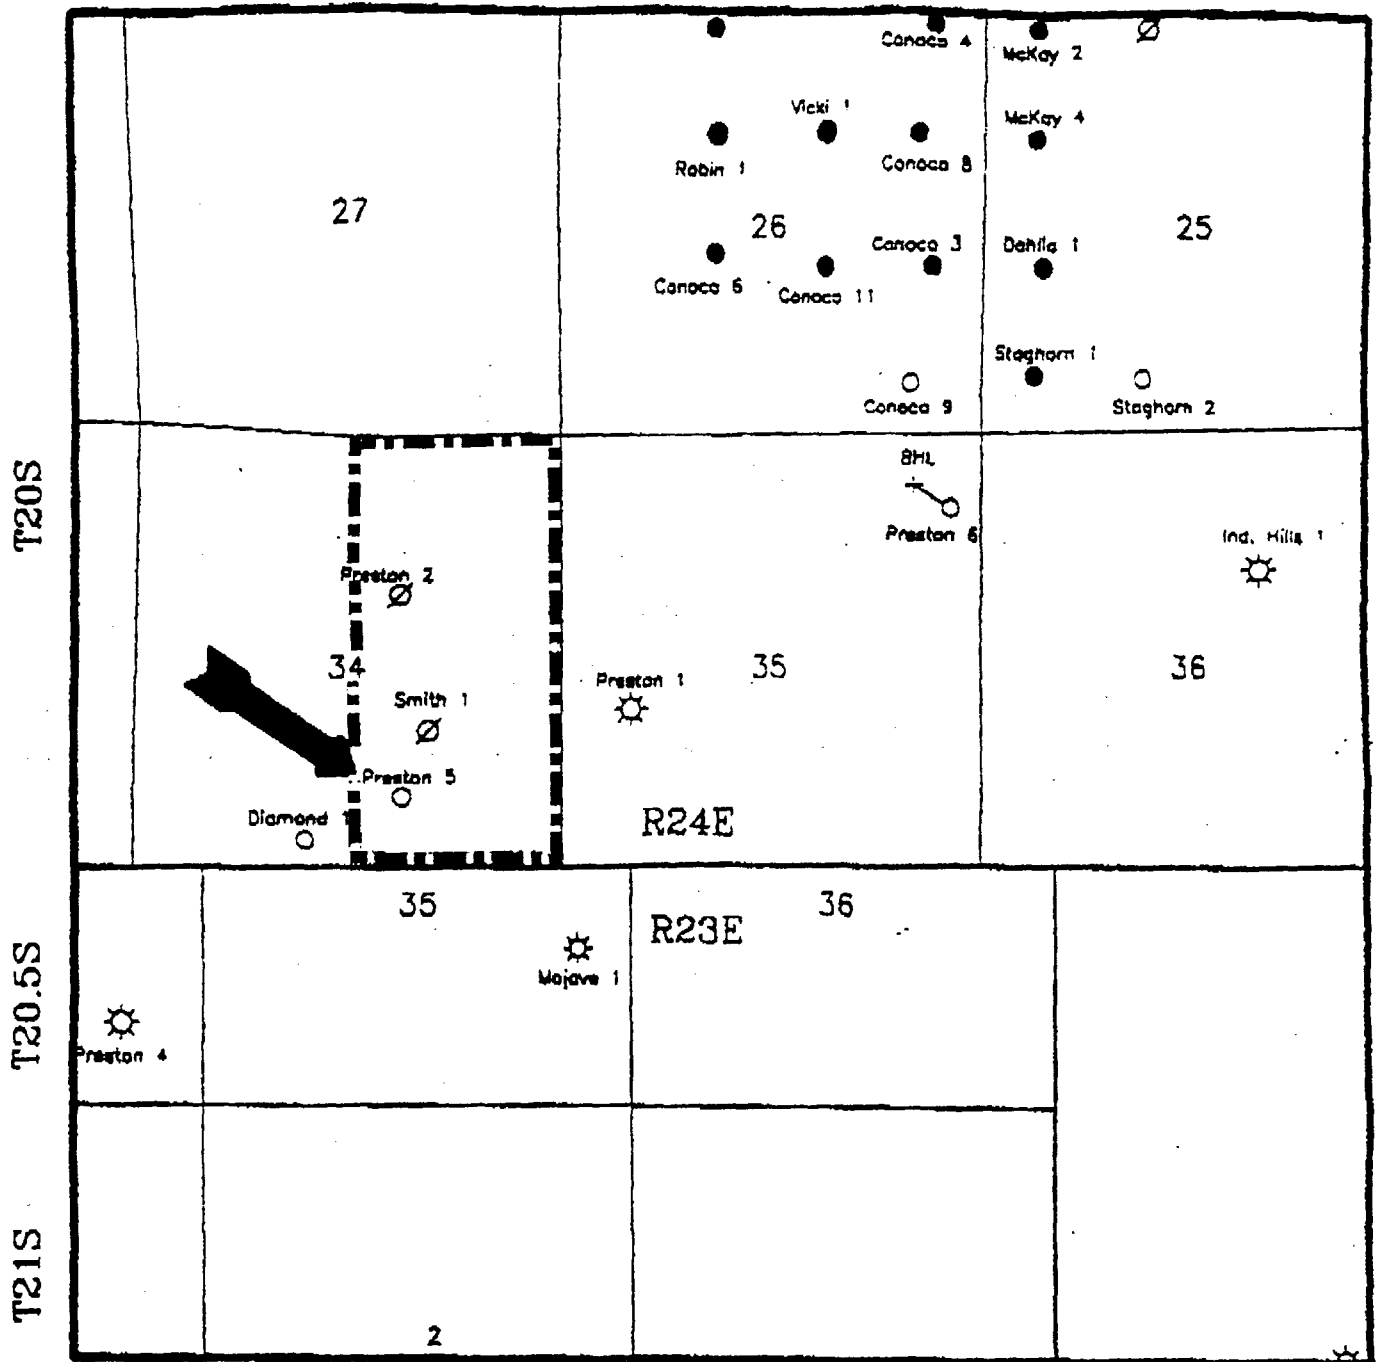 Conoco 4
McKay 2
Vicki 1
McKay 4
Robin 1
Conoco 8
27
26
25
Conoco 3
Dahlia 1
Conoco 6
Conoco 11
Staghorn 1
Conoco 9
Staghorn 2
T20S
BHL
Preston 6
Ind. Hills 1
Preston 2
34
35
36
Preston 1
Smith 1
Preston 5
Diamond 1
R24E
35
36
R23E
T20.5S
Mojave 1
Preston 4
T21S
2